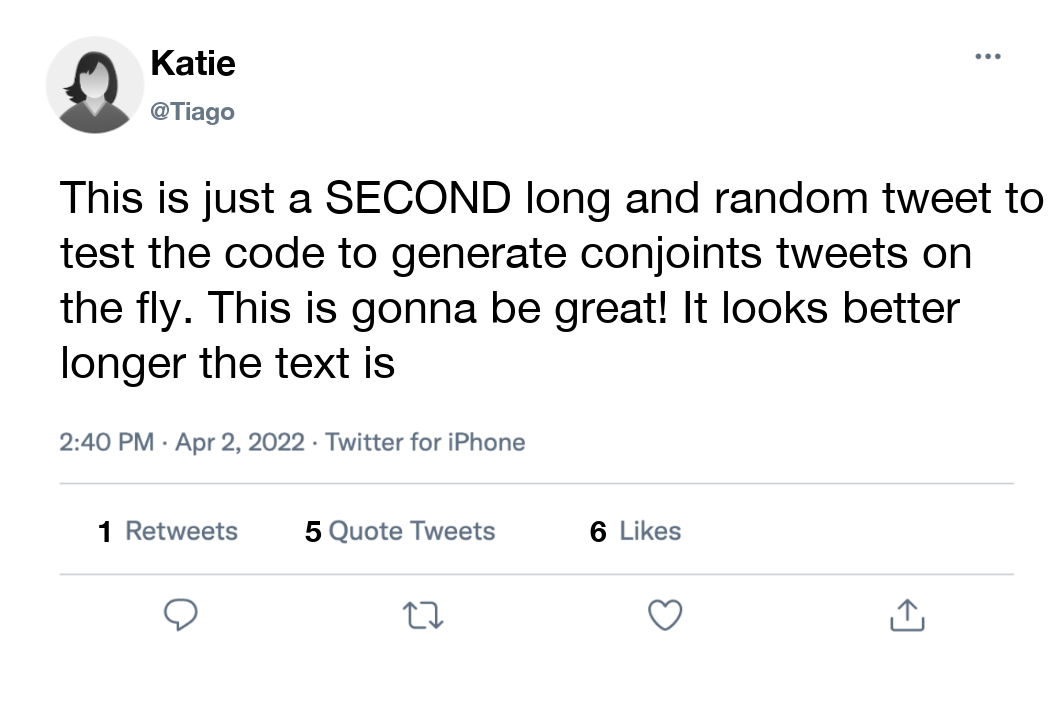 Katie
@Tiago
This is just a SECOND long and random tweet to
test the code to generate conjoints tweets on
the fly. This is gonna be great! It looks better
longer the text is
2:40 PM · Apr 2, 2022 · Twitter for iPhone
1 Retweets 5 Quote Tweets 6 Likes